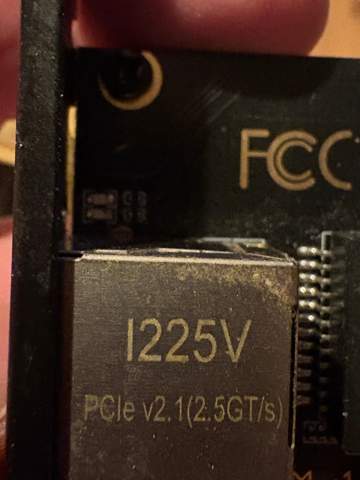 FCC
I225V
PCIe v2.1(2.5GT/s)